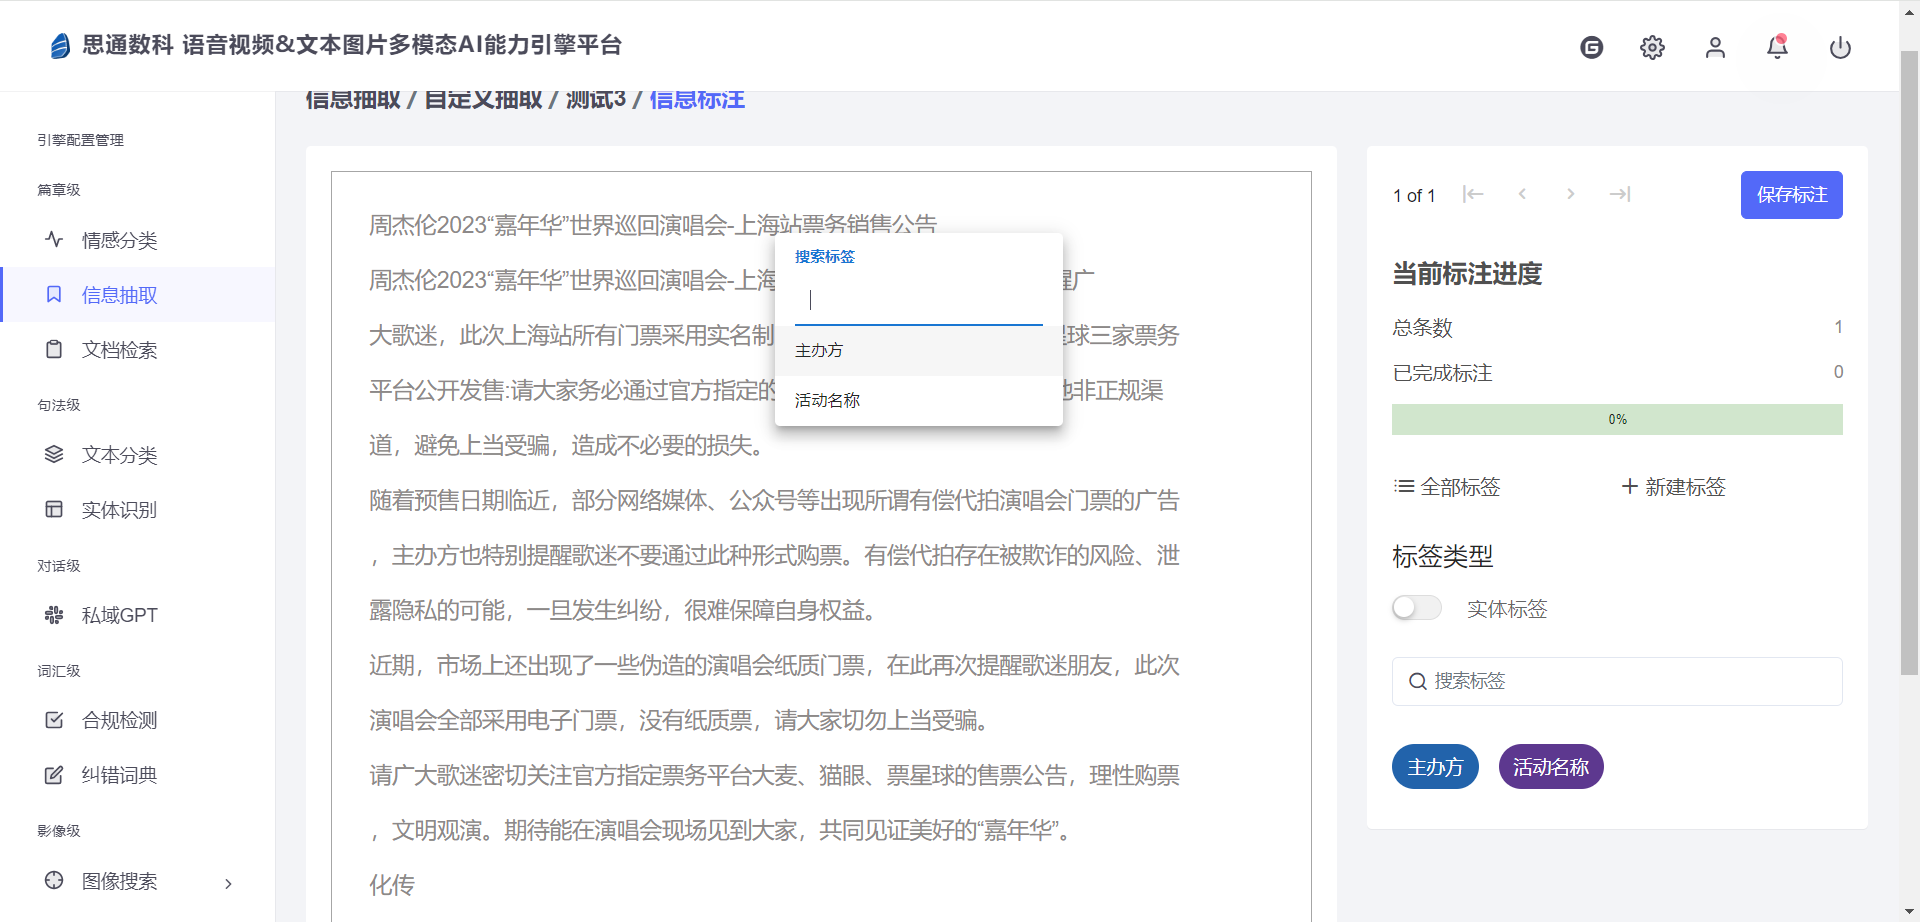 思通数科 语音视频&文本图片多模态AI能力引擎平台
信息抽取 / 自定义抽取 / 测试3 / 信息标注
引擎配置管理
篇章级
情感分类
信息抽取
文档检索
句法级
文本分类
实体识别
对话级
私域GPT
词汇级
合规检测
纠错词典
影像级
图像搜索
周杰伦2023“嘉年华”世界巡回演唱会-上海站票务销售公告
周杰伦2023“嘉年华”世界巡回演唱会-上海
醒广
大歌迷，此次上海站所有门票采用实名制
星球三家票务
平台公开发售:请大家务必通过官方指定的
他非正规渠
道，避免上当受骗，造成不必要的损失。
随着预售日期临近，部分网络媒体、公众号等出现所谓有偿代拍演唱会门票的广告
，主办方也特别提醒歌迷不要通过此种形式购票。有偿代拍存在被欺诈的风险、泄
露隐私的可能，一旦发生纠纷，很难保障自身权益。
近期，市场上还出现了一些伪造的演唱会纸质门票，在此再次提醒歌迷朋友，此次
演唱会全部采用电子门票，没有纸质票，请大家切勿上当受骗。
请广大歌迷密切关注官方指定票务平台大麦、猫眼、票星球的售票公告，理性购票
，文明观演。期待能在演唱会现场见到大家，共同见证美好的“嘉年华”。
化传
搜索标签
主办方
活动名称
1 of 1
保存标注
当前标注进度
总条数 1
已完成标注 0
0%
全部标签
新建标签
标签类型
实体标签
搜索标签
主办方
活动名称